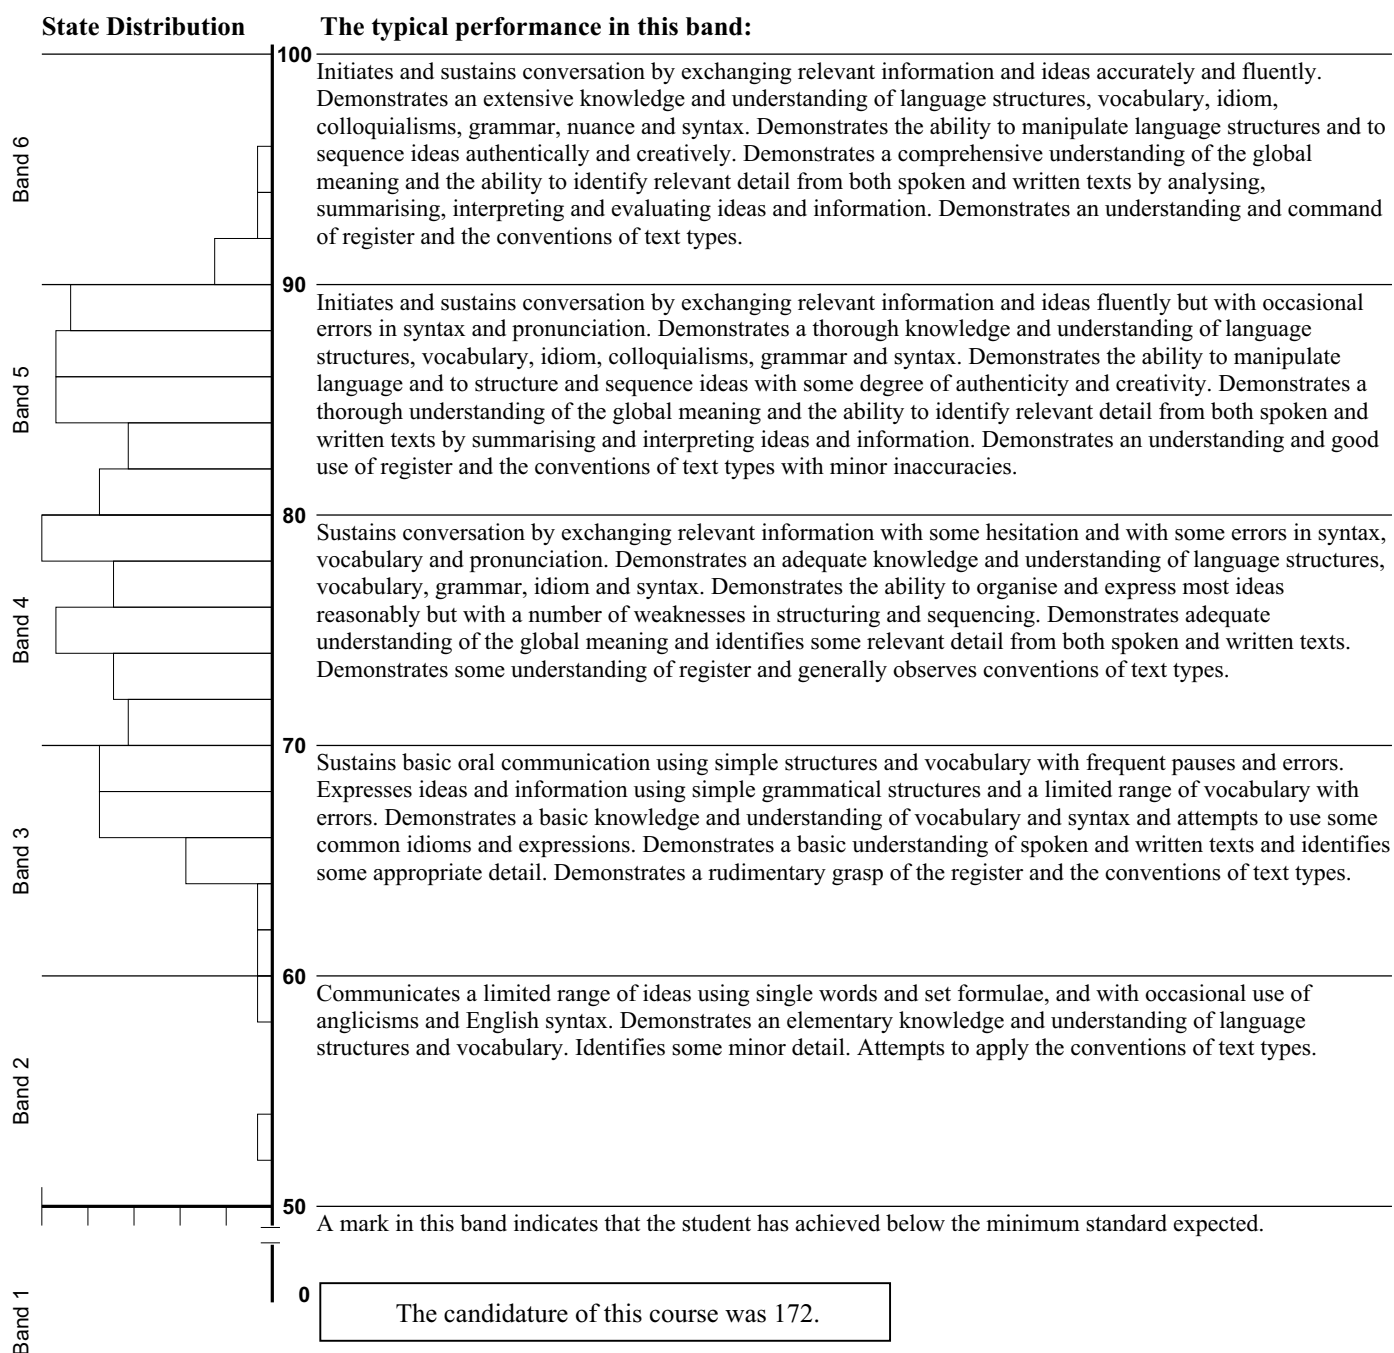 State Distribution
The typical performance in this band:
100
Band 6
Initiates and sustains conversation by exchanging relevant information and ideas accurately and fluently.
Demonstrates an extensive knowledge and understanding of language structures, vocabulary, idiom,
colloquialisms, grammar, nuance and syntax. Demonstrates the ability to manipulate language structures and to
sequence ideas authentically and creatively. Demonstrates a comprehensive understanding of the global
meaning and the ability to identify relevant detail from both spoken and written texts by analysing,
summarising, interpreting and evaluating ideas and information. Demonstrates an understanding and command
of register and the conventions of text types.
90
Band 5
Initiates and sustains conversation by exchanging relevant information and ideas fluently but with occasional
errors in syntax and pronunciation. Demonstrates a thorough knowledge and understanding of language
structures, vocabulary, idiom, colloquialisms, grammar and syntax. Demonstrates the ability to manipulate
language and to structure and sequence ideas with some degree of authenticity and creativity. Demonstrates a
thorough understanding of the global meaning and the ability to identify relevant detail from both spoken and
written texts by summarising and interpreting ideas and information. Demonstrates an understanding and good
use of register and the conventions of text types with minor inaccuracies.
80
Band 4
Sustains conversation by exchanging relevant information with some hesitation and with some errors in syntax,
vocabulary and pronunciation. Demonstrates an adequate knowledge and understanding of language structures,
vocabulary, grammar, idiom and syntax. Demonstrates the ability to organise and express most ideas
reasonably but with a number of weaknesses in structuring and sequencing. Demonstrates adequate
understanding of the global meaning and identifies some relevant detail from both spoken and written texts.
Demonstrates some understanding of register and generally observes conventions of text types.
70
Band 3
Sustains basic oral communication using simple structures and vocabulary with frequent pauses and errors.
Expresses ideas and information using simple grammatical structures and a limited range of vocabulary with
errors. Demonstrates a basic knowledge and understanding of vocabulary and syntax and attempts to use some
common idioms and expressions. Demonstrates a basic understanding of spoken and written texts and identifies
some appropriate detail. Demonstrates a rudimentary grasp of the register and the conventions of text types.
60
Band 2
Communicates a limited range of ideas using single words and set formulae, and with occasional use of
anglicisms and English syntax. Demonstrates an elementary knowledge and understanding of language
structures and vocabulary. Identifies some minor detail. Attempts to apply the conventions of text types.
50
Band 1
A mark in this band indicates that the student has achieved below the minimum standard expected.
0
The candidature of this course was 172.